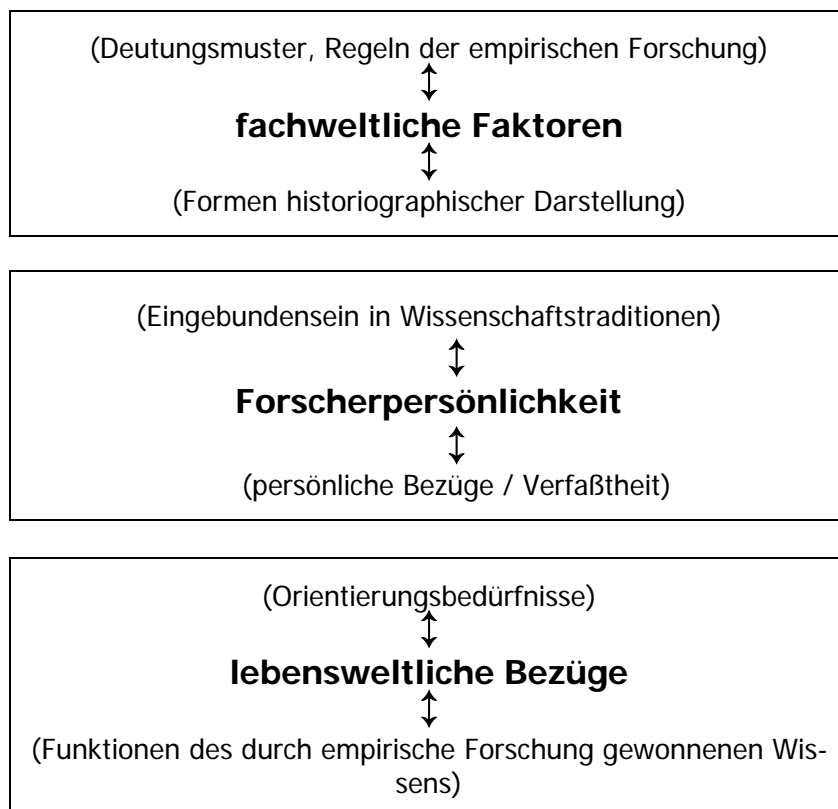 (Deutungsmuster, Regeln der empirischen Forschung)
fachweltliche Faktoren
(Formen historiographischer Darstellung)
(Eingebundensein in Wissenschaftstraditionen)
Forscherpersönlichkeit
(persönliche Bezüge / Verfaßtheit)
(Orientierungsbedürfnisse)
lebensweltliche Bezüge
(Funktionen des durch empirische Forschung gewonnenen Wis-
sens)